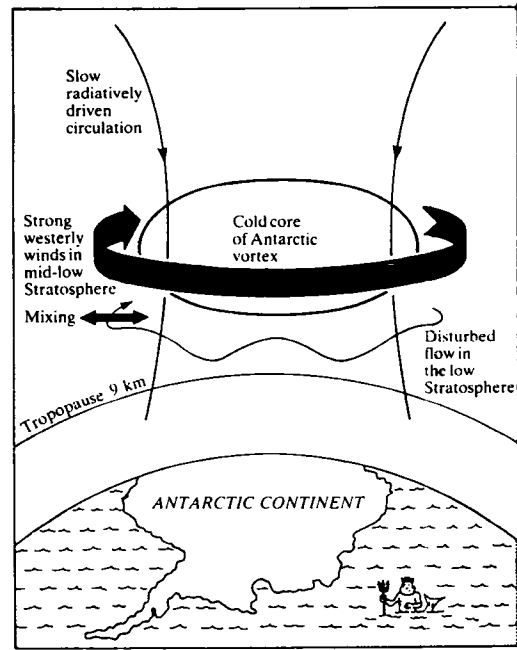 Slow
radiatively
driven
circulation
Strong
westerly
winds in
mid-low
Stratosphere
Cold core
of Antarctic
vortex
Mixing
Disturbed
flow in
the low
Stratosphere
Tropopause 9 km
ANTARCTIC CONTINENT